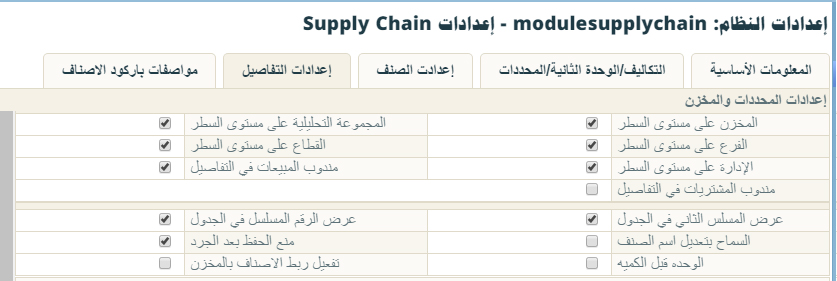 إعدادات النظام: modulesupplychain - إعدادات Supply Chain
المعلومات الأساسية التكاليف/الوحدة الثانية/المحددات إعدادت الصنف إعدادات التفاصيل مواصفات باركود الاصناف
إعدادات المحددات والمخزن
المخزن على مستوى السطر المجموعة التحليلية على مستوى السطر
الفرع على مستوى السطر القطاع على مستوى السطر
الإدارة على مستوى السطر مندوب المبيعات في التفاصيل
مندوب المشتريات في التفاصيل
عرض المسلس الثاني في الجدول عرض الرقم المسلسل في الجدول
السماح بتعديل اسم الصنف منع الحفظ بعد الجرد
الوحده قبل الكميه تفعيل ربط الاصناف بالمخزن